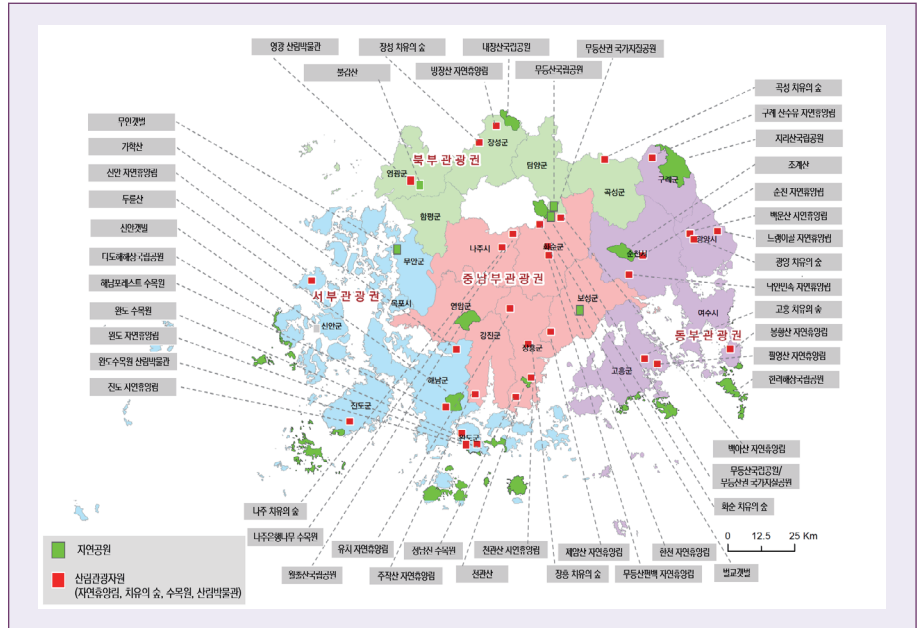 영광 산림박물관
장성 치유의 숲
내장산국립공원
무등산권 국가지질공원
불갑산
방장산 자연휴양림
무등산국립공원
무안갯벌
가학산
신안 자연휴양림
두륜산
신안갯벌
다도해해상 국립공원
해남포레스트 수목원
완도 수목원
완도 자연휴양림
완도수목원 산림박물관
진도 자연휴양림
곡성 치유의 숲
구례 산수유 자연휴양림
지리산국립공원
조계산
순천 자연휴양림
백운산 자연휴양림
느랭이골 자연휴양림
광양 치유의 숲
낙안민속 자연휴양림
고흥 치유의 숲
봉황산 자연휴양림
팔영산 자연휴양림
한려해상국립공원
백아산 자연휴양림
무등산국립공원/
무등산권 국가지질공원
화순 치유의 숲
북부관광권
중남부관광권
서부관광권
동부관광권
장성군
담양군
영광군
함평군
곡성군
구례군
나주시
화순군
순천시
광양시
무안군
목포시
신안군
영암군
강진군
장흥군
보성군
여수시
고흥군
해남군
진도군
완도군
나주 치유의 숲
나주은행나무 수목원
월출산국립공원
유치 자연휴양림
주작산 자연휴양림
천관산
천관산 자연휴양림
장흥 치유의 숲
제암산 자연휴양림
무등산편백 자연휴양림
한천 자연휴양림
벌교갯벌
0 12.5 25 Km
자연공원
산림관광자원
(자연휴양림, 치유의 숲, 수목원, 산림박물관)